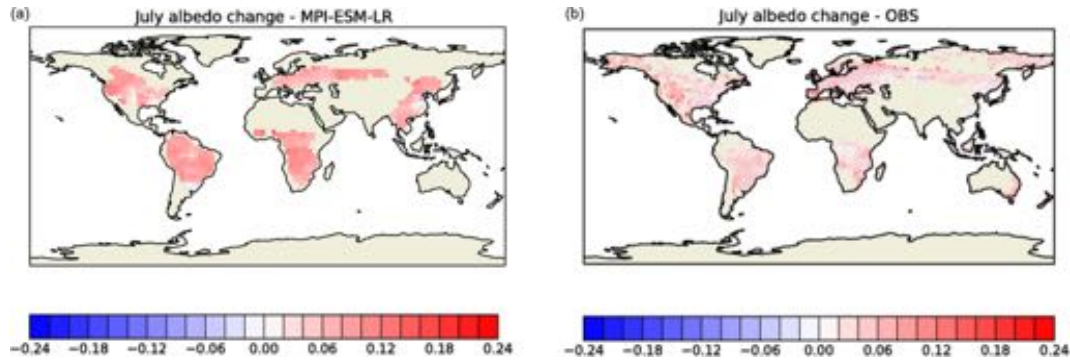 (a) July albedo change - MPI-ESM-LR
(b) July albedo change - OBS
−0.24 −0.18 −0.12 −0.06 0.00 0.06 0.12 0.18 0.24
−0.24 −0.18 −0.12 −0.06 0.00 0.06 0.12 0.18 0.24